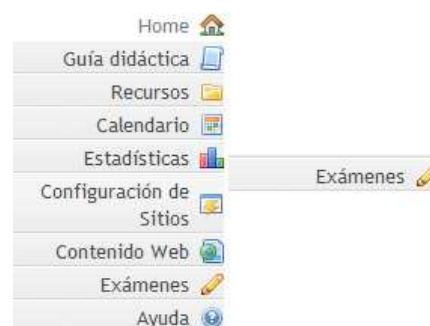 Home
Guía didáctica
Recursos
Calendario
Estadísticas
Configuración de
Sitios
Contenido Web
Exámenes
Ayuda
Exámenes